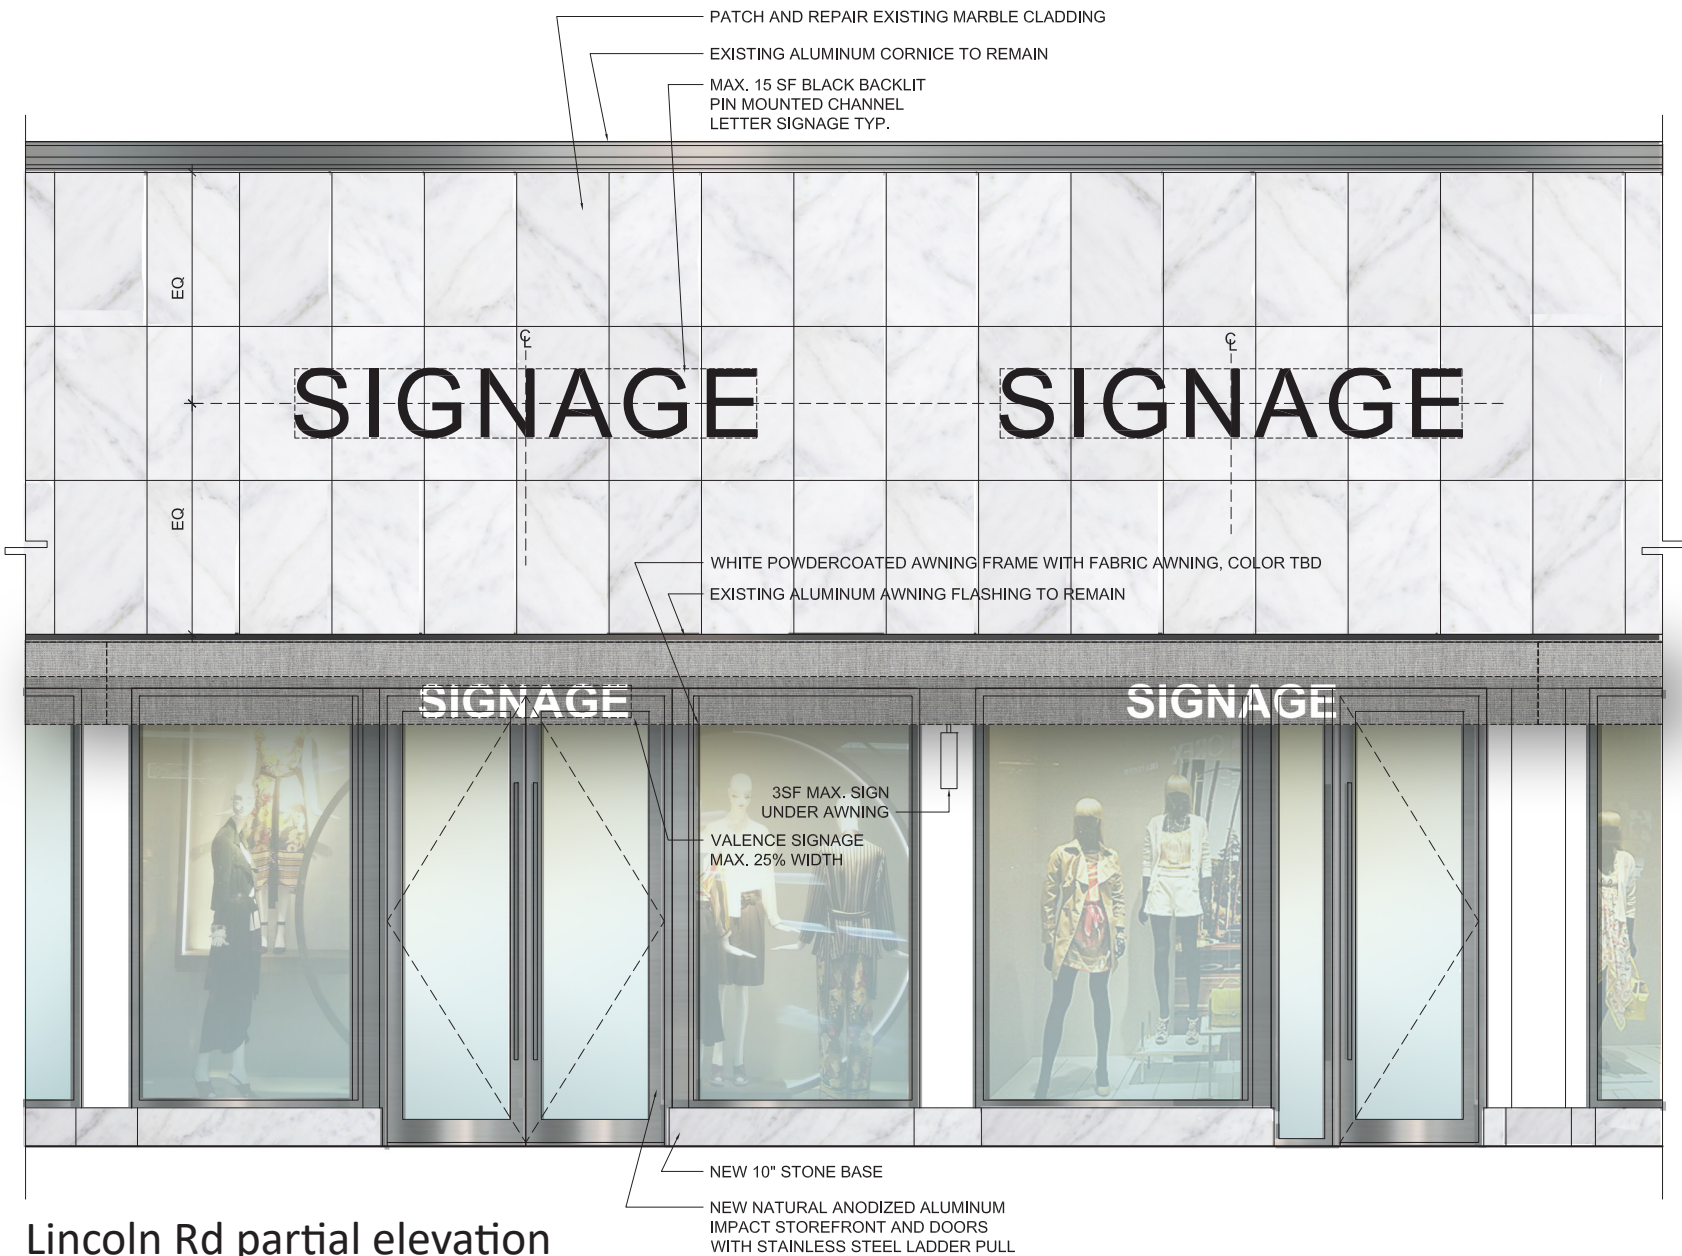 PATCH AND REPAIR EXISTING MARBLE CLADDING
EXISTING ALUMINUM CORNICE TO REMAIN
MAX. 15 SF BLACK BACKLIT
PIN MOUNTED CHANNEL
LETTER SIGNAGE TYP.
EQ
℄
℄
SIGNAGE
SIGNAGE
EQ
WHITE POWDERCOATED AWNING FRAME WITH FABRIC AWNING, COLOR TBD
EXISTING ALUMINUM AWNING FLASHING TO REMAIN
SIGNAGE
SIGNAGE
3SF MAX. SIGN
UNDER AWNING
VALENCE SIGNAGE
MAX. 25% WIDTH
NEW 10" STONE BASE
NEW NATURAL ANODIZED ALUMINUM
IMPACT STOREFRONT AND DOORS
WITH STAINLESS STEEL LADDER PULL
Lincoln Rd partial elevation